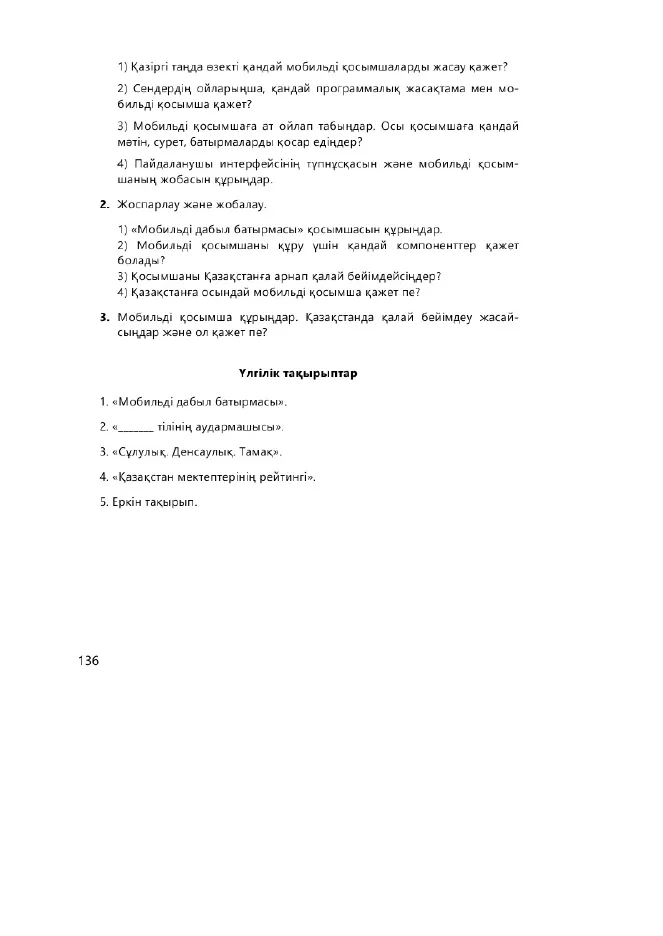 1) Қазіргі таңда өзекті қандай мобильді қосымшаларды жасау қажет?
2) Сендердің ойларыңша, қандай программалық жасақтама мен мо-
бильді қосымша қажет?
3) Мобильді қосымшаға ат ойлап табыңдар. Осы қосымшаға қандай
мәтін, сурет, батырмаларды қосар едіңдер?
4) Пайдаланушы интерфейсінің түпнұсқасын және мобильді қосым-
шаның жобасын құрыңдар.
2. Жоспарлау және жобалау.
1) «Мобильді дабыл батырмасы» қосымшасын құрыңдар.
2) Мобильді қосымшаны құру үшін қандай компоненттер қажет
болады?
3) Қосымшаны Қазақстанға арнап қалай бейімдейсіңдер?
4) Қазақстанға осындай мобильді қосымша қажет пе?
3. Мобильді қосымша құрыңдар. Қазақстанда қалай бейімдеу жасай-
сыңдар және ол қажет пе?
Үлгілік тақырыптар
1. «Мобильді дабыл батырмасы».
2. «_______ тілінің аудармашысы».
3. «Сұлулық. Денсаулық. Тамақ».
4. «Қазақстан мектептерінің рейтингі».
5. Еркін тақырып.
136